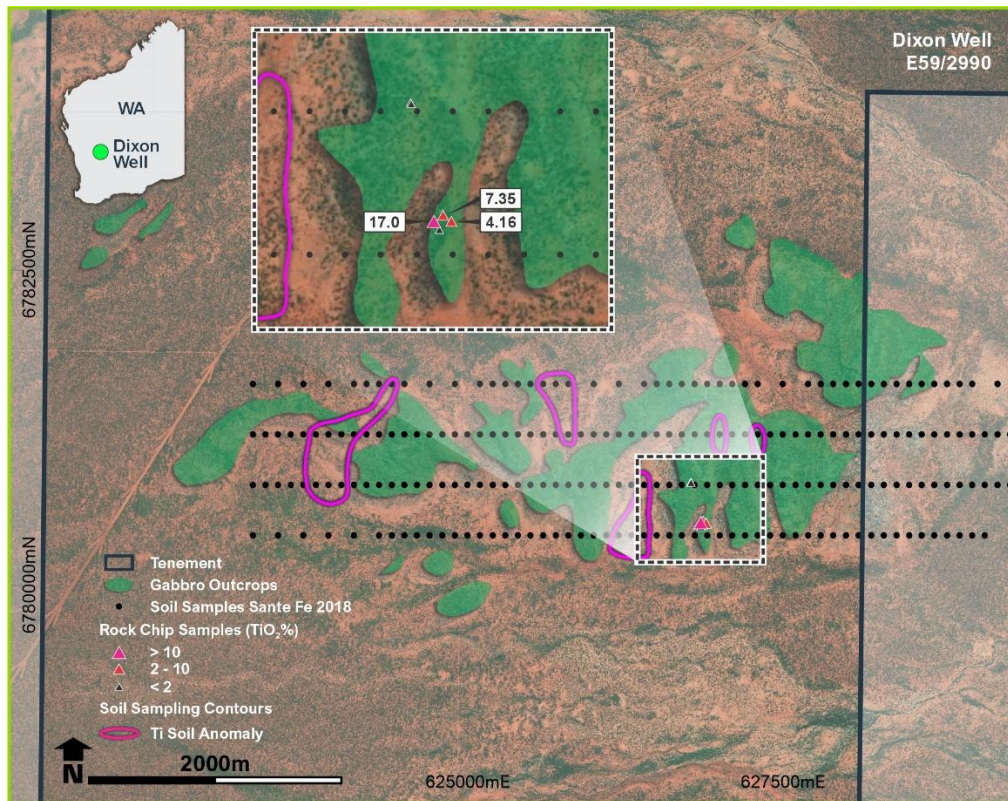 Dixon Well
E59/2990
WA
Dixon
Well
7.35
17.0
4.16
6782500mN
6780000mN
Tenement
Gabbro Outcrops
Soil Samples Sante Fe 2018
Rock Chip Samples (TiO₂%)
> 10
2 - 10
< 2
Soil Sampling Contours
Ti Soil Anomaly
N
2000m
625000mE
627500mE